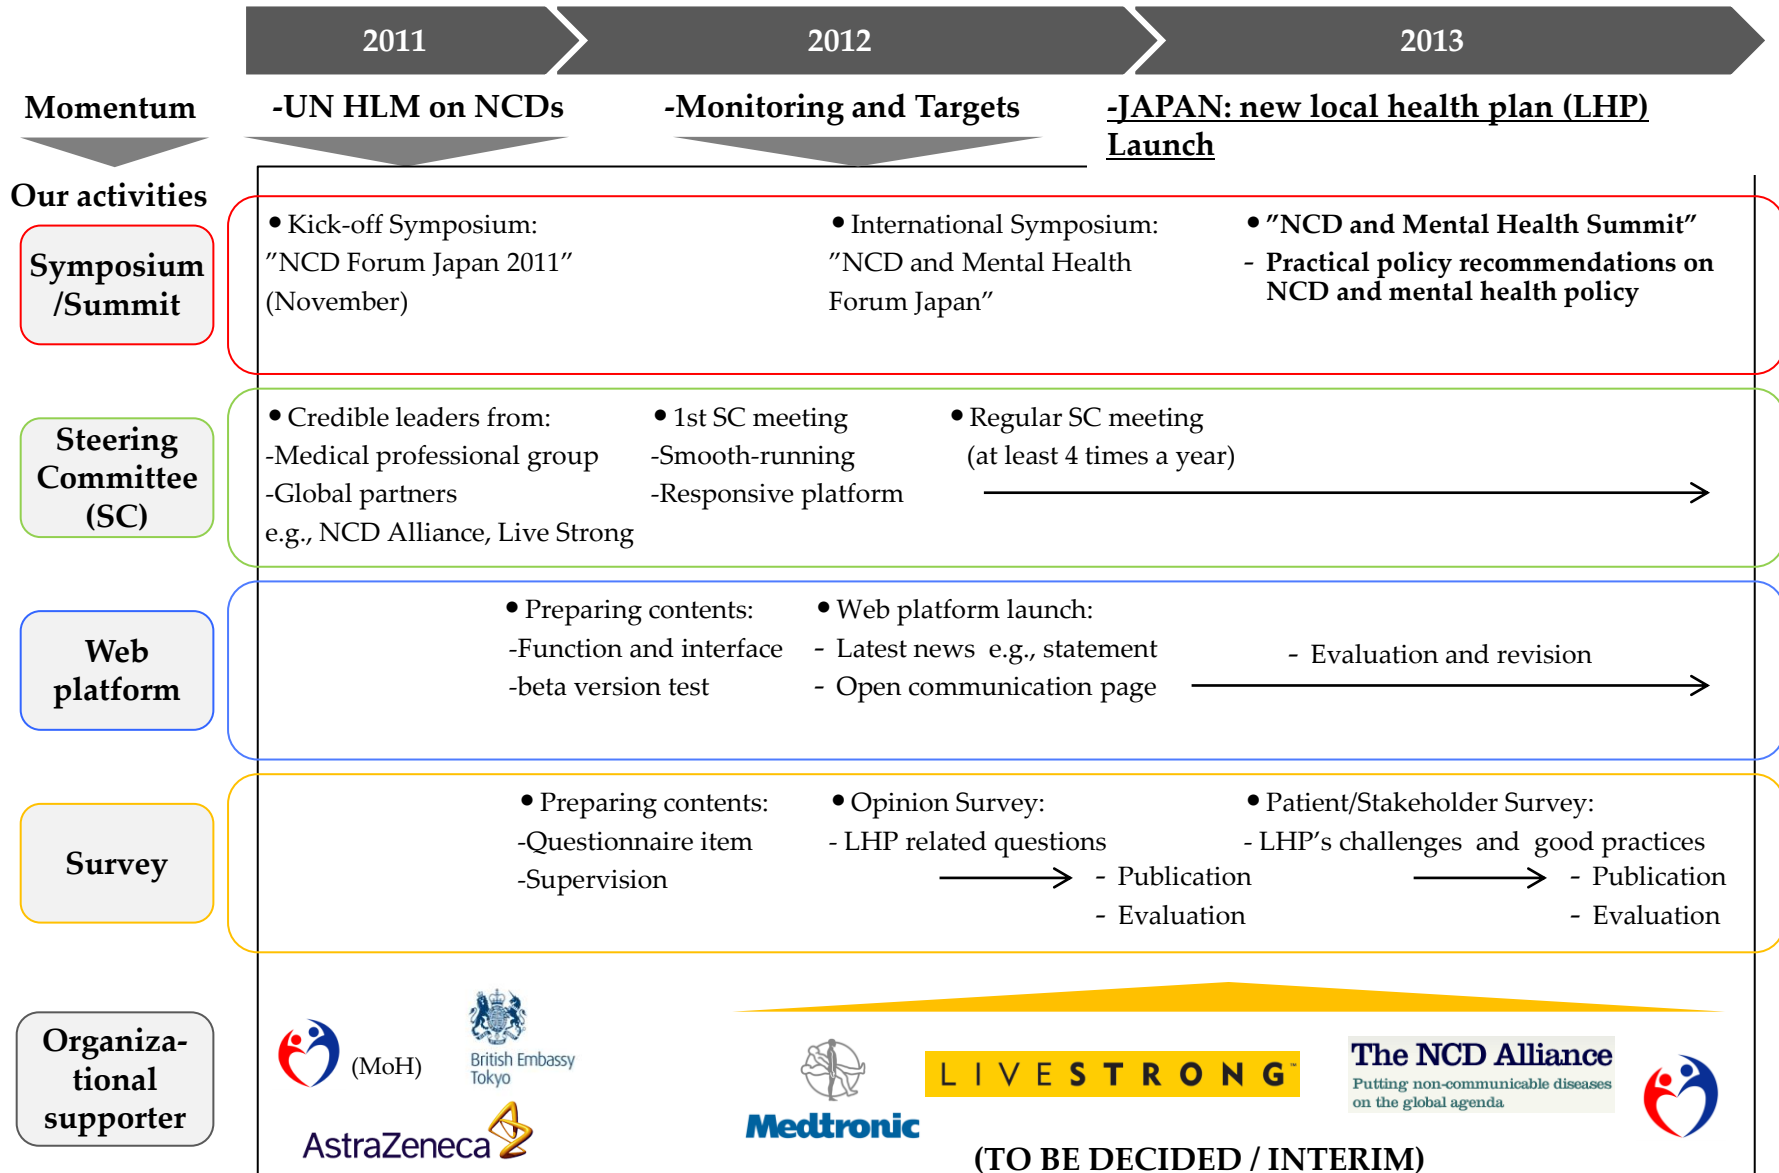 2011
2012
2013
Momentum
-UN HLM on NCDs
-Monitoring and Targets
-JAPAN: new local health plan (LHP)
Launch
Our activities
Symposium
/Summit
• Kick-off Symposium:
”NCD Forum Japan 2011”
(November)
• International Symposium:
”NCD and Mental Health
Forum Japan”
• ”NCD and Mental Health Summit”
- Practical policy recommendations on
NCD and mental health policy
Steering
Committee
(SC)
• Credible leaders from:
-Medical professional group
-Global partners
e.g., NCD Alliance, Live Strong
• 1st SC meeting
-Smooth-running
-Responsive platform
• Regular SC meeting
(at least 4 times a year)
Web
platform
• Preparing contents:
-Function and interface
-beta version test
• Web platform launch:
- Latest news e.g., statement
- Open communication page
- Evaluation and revision
Survey
• Preparing contents:
-Questionnaire item
-Supervision
• Opinion Survey:
- LHP related questions
- Publication
- Evaluation
• Patient/Stakeholder Survey:
- LHP’s challenges and good practices
- Publication
- Evaluation
Organiza-
tional
supporter
(MoH)
British Embassy
Tokyo
AstraZeneca
Medtronic
LIVESTRONG™
The NCD Alliance
Putting non-communicable diseases
on the global agenda
(TO BE DECIDED / INTERIM)